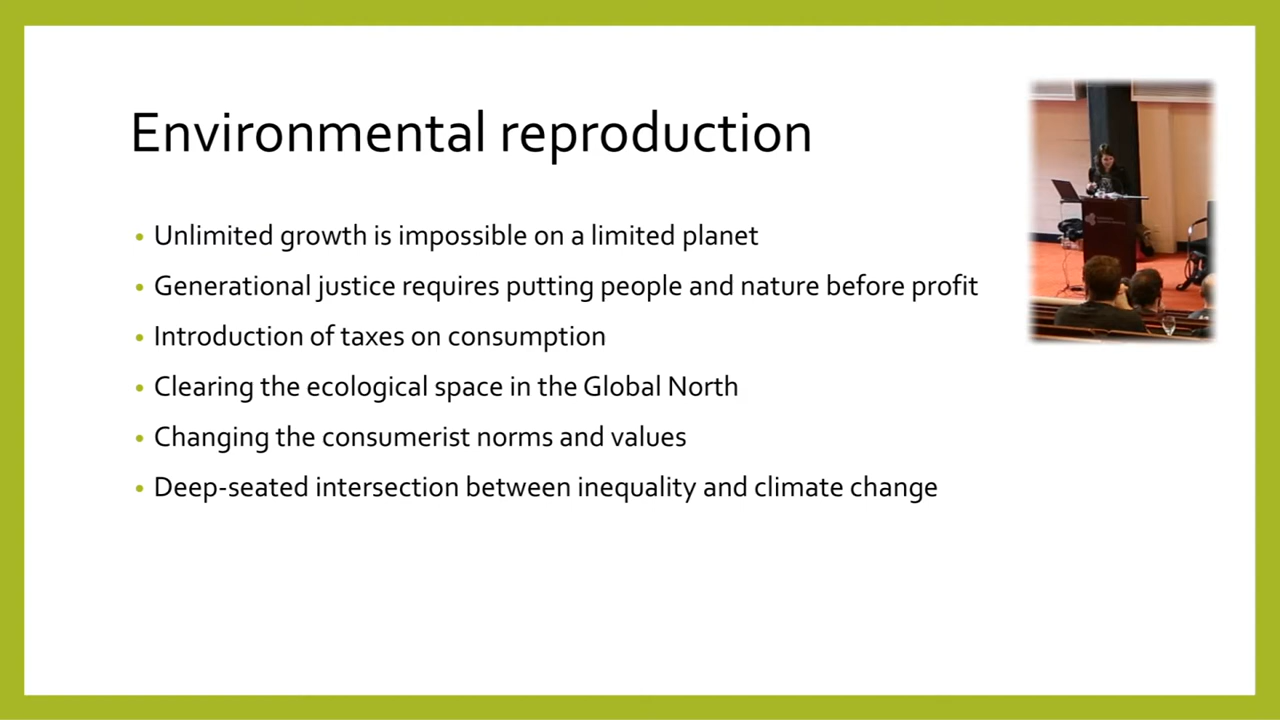 Environmental reproduction
• Unlimited growth is impossible on a limited planet
• Generational justice requires putting people and nature before profit
• Introduction of taxes on consumption
• Clearing the ecological space in the Global North
• Changing the consumerist norms and values
• Deep-seated intersection between inequality and climate change